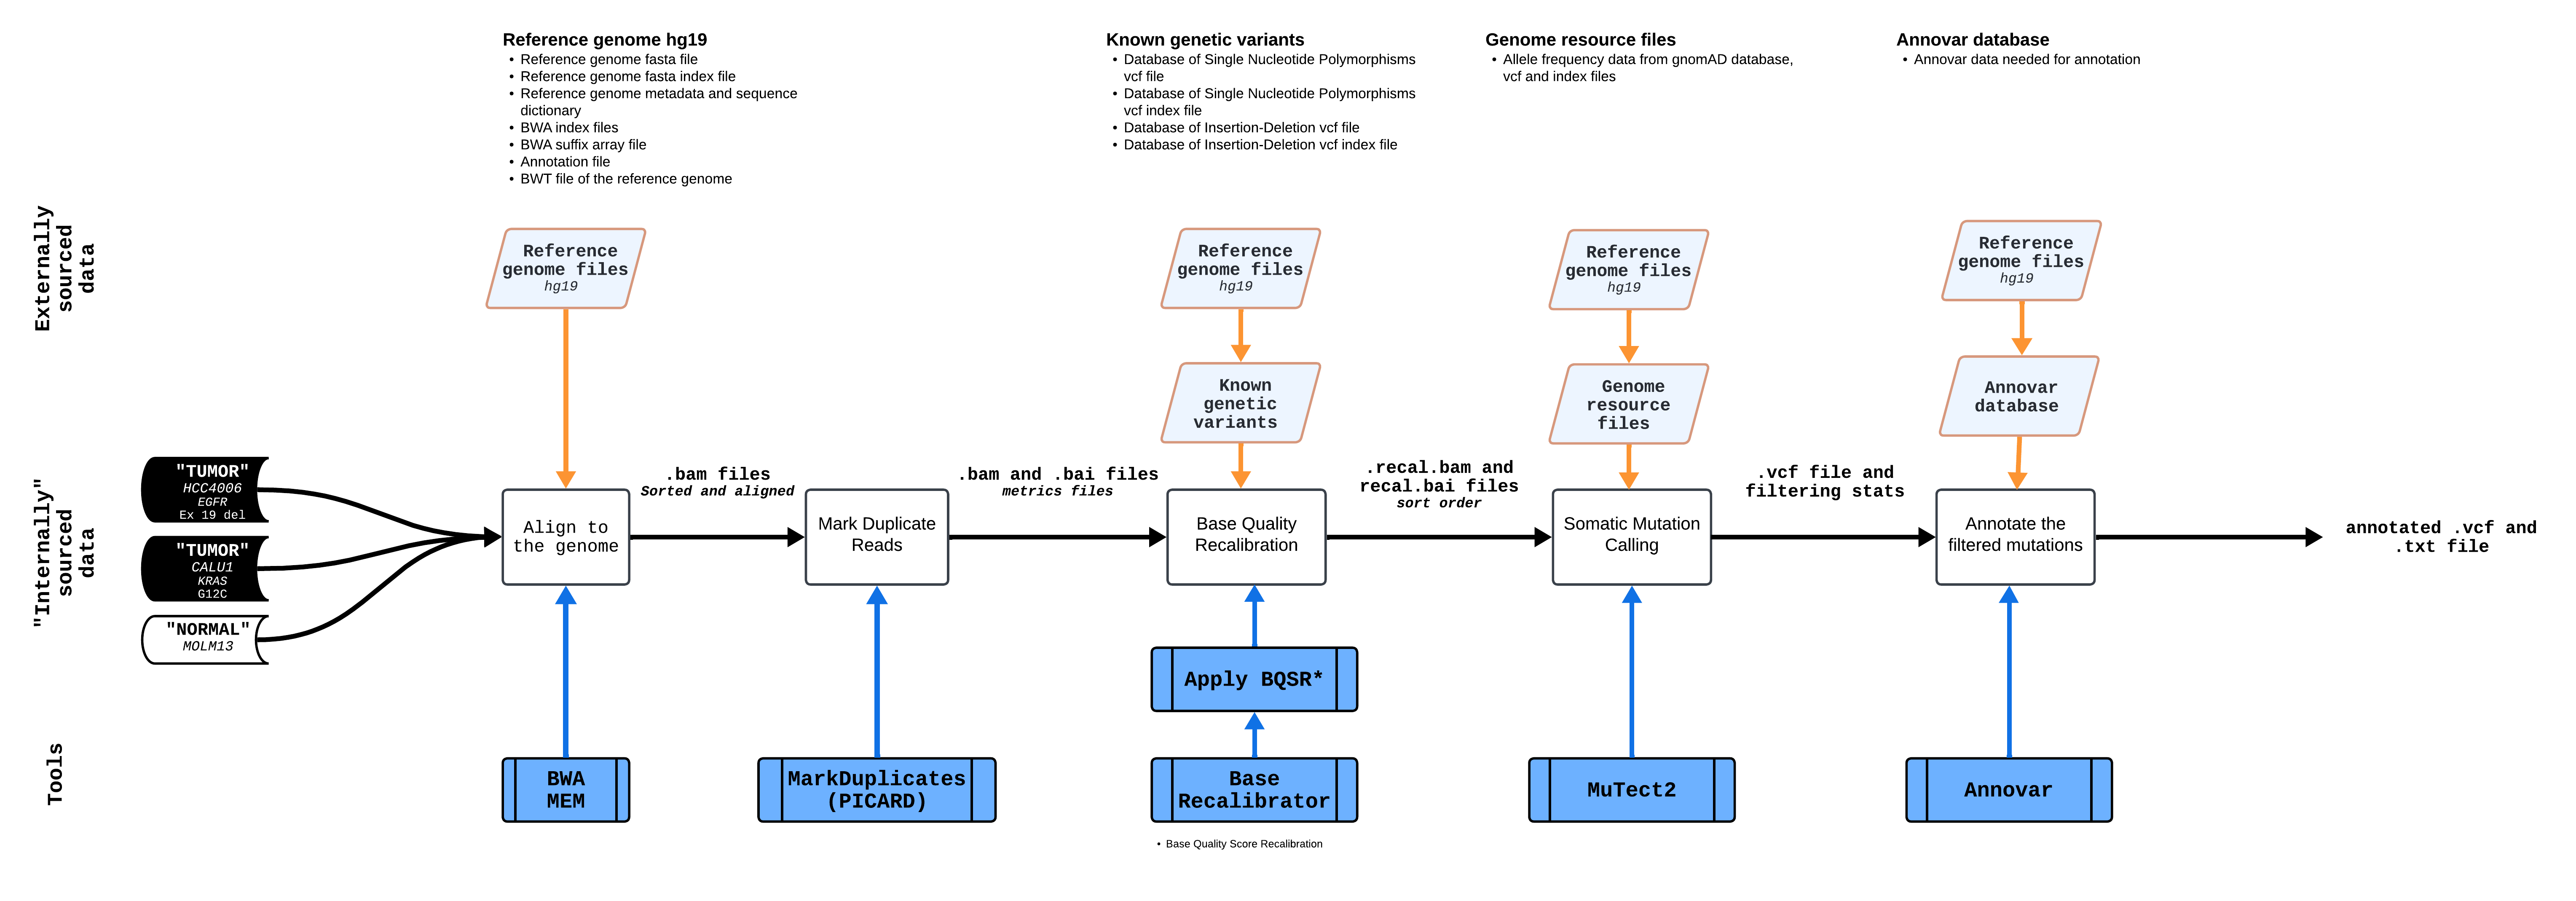 Reference genome hg19
• Reference genome fasta file
• Reference genome fasta index file
• Reference genome metadata and sequence
dictionary
• BWA index files
• BWA suffix array file
• Annotation file
• BWT file of the reference genome
Known genetic variants
• Database of Single Nucleotide Polymorphisms
vcf file
• Database of Single Nucleotide Polymorphisms
vcf index file
• Database of Insertion-Deletion vcf file
• Database of Insertion-Deletion vcf index file
Genome resource files
• Allele frequency data from gnomAD database,
vcf and index files
Annovar database
• Annovar data needed for annotation
Externally
sourced
data
Reference
genome files
hg19
Reference
genome files
hg19
Reference
genome files
hg19
Reference
genome files
hg19
Known
genetic
variants
Genome
resource
files
Annovar
database
"Internally"
sourced
data
"TUMOR"
HCC4006
EGFR
Ex 19 del
"TUMOR"
CALU1
KRAS
G12C
"NORMAL"
MOLM13
Align to
the genome
.bam files
Sorted and aligned
Mark Duplicate
Reads
.bam and .bai files
metrics files
Base Quality
Recalibration
.recal.bam and
recal.bai files
sort order
Somatic Mutation
Calling
.vcf file and
filtering stats
Annotate the
filtered mutations
annotated .vcf and
.txt file
Tools
BWA
MEM
MarkDuplicates
(PICARD)
Apply BQSR*
Base
Recalibrator
MuTect2
Annovar
• Base Quality Score Recalibration